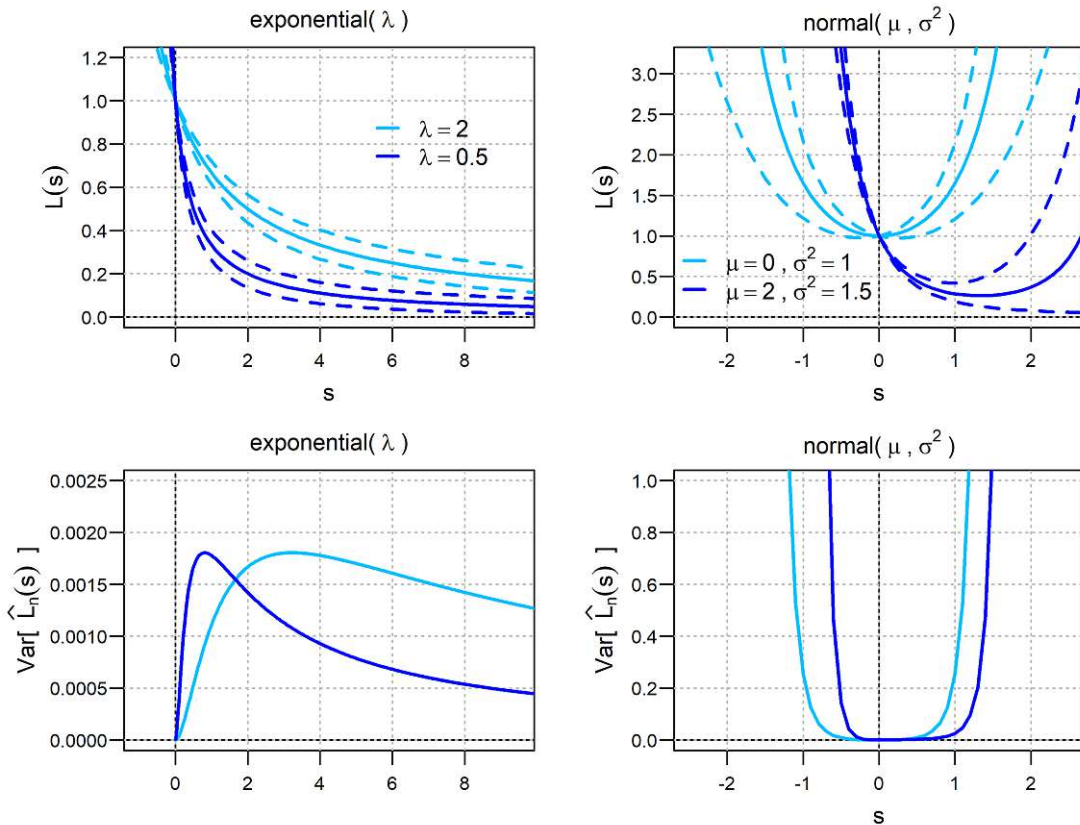 exponential( λ )
L(s)
1.2
1.0
0.8
0.6
0.4
0.2
0.0
λ = 2
λ = 0.5
0 2 4 6 8
s
normal( μ , σ² )
L(s)
3.0
2.5
2.0
1.5
1.0
0.5
0.0
μ = 0 , σ² = 1
μ = 2 , σ² = 1.5
-2 -1 0 1 2
s
exponential( λ )
Var[ L̂ₙ(s) ]
0.0025
0.0020
0.0015
0.0010
0.0005
0.0000
0 2 4 6 8
normal( μ , σ² )
Var[ L̂ₙ(s) ]
1.0
0.8
0.6
0.4
0.2
0.0
-2 -1 0 1 2
s